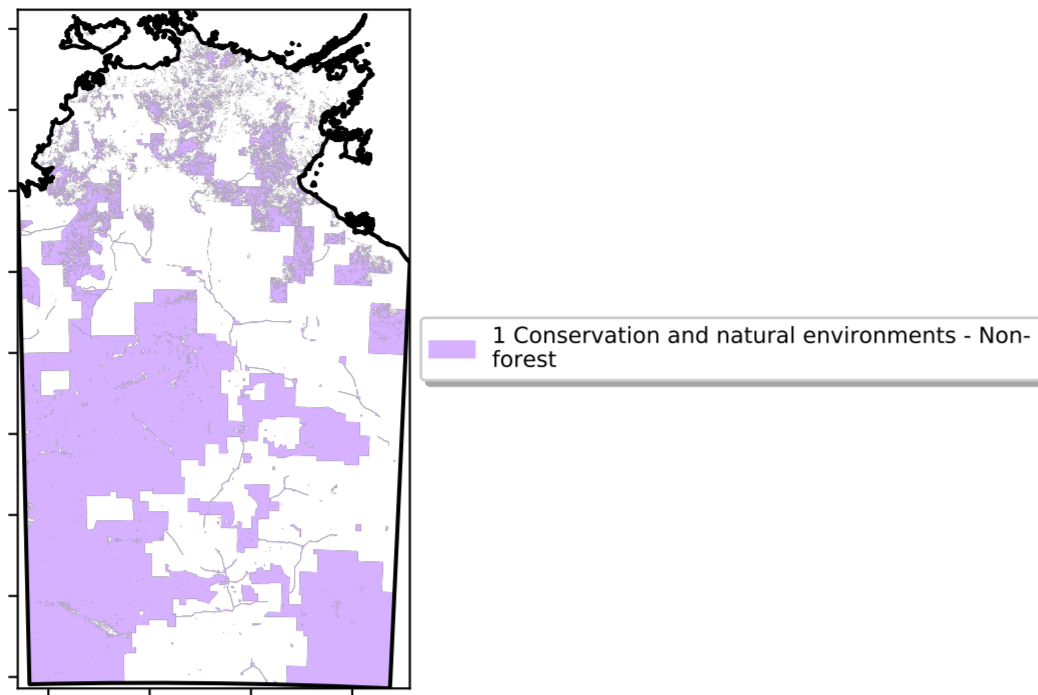 1 Conservation and natural environments - Non-
forest